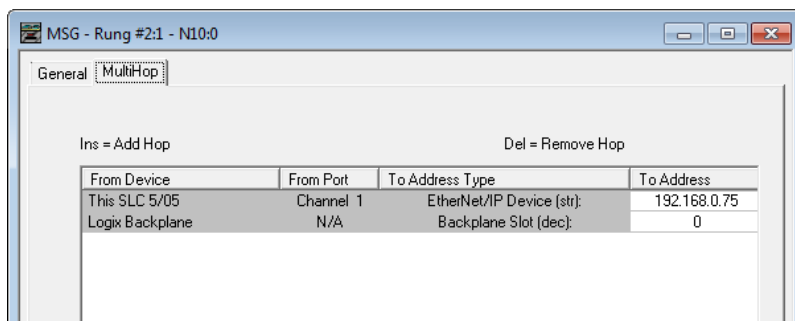 MSG - Rung #2:1 - N10:0
General MultiHop
Ins = Add Hop Del = Remove Hop
From Device From Port To Address Type To Address
This SLC 5/05 Channel 1 EtherNet/IP Device (str): 192.168.0.75
Logix Backplane N/A Backplane Slot (dec): 0